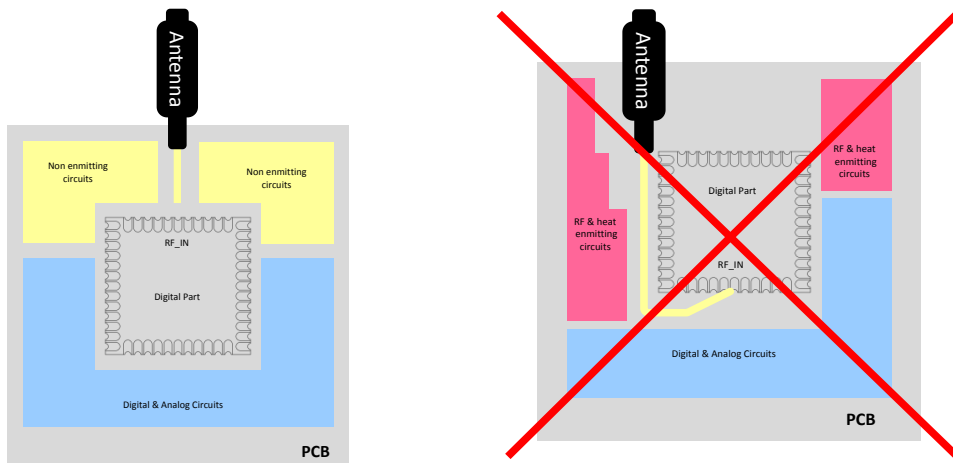 Antenna
Non enmitting
circuits
Non enmitting
circuits
RF_IN
Digital Part
Digital & Analog Circuits
PCB
Antenna
RF & heat
enmitting
circuits
Digital Part
RF & heat
enmitting
circuits
RF_IN
Digital & Analog Circuits
PCB